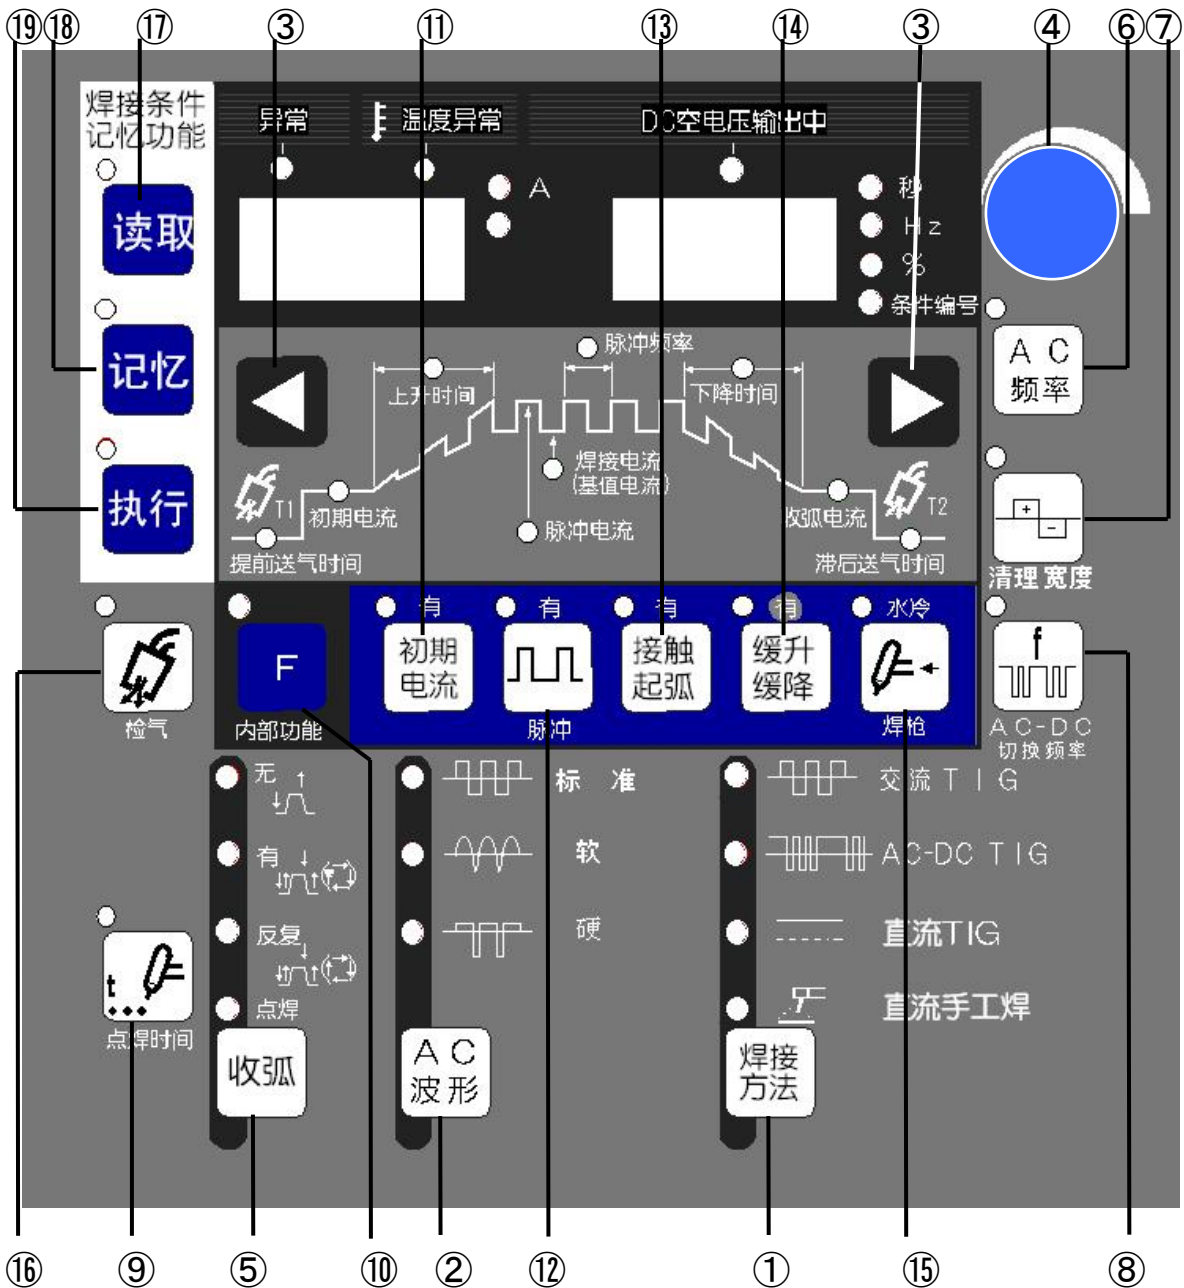 ⑲⑱ ⑰ ③ ⑪ ⑬ ⑭ ③ ④ ⑥⑦
焊接条件
记忆功能
异常
温度异常
DC空电压输出中
A
秒
Hz
%
条件编号
读取
记忆
执行
AC
频率
脉冲频率
上升时间
下降时间
焊接电流
(基值电流)
T1
初期电流
脉冲电流
收弧电流
T2
提前送气时间
滞后送气时间
+
-
清理宽度
有
有
有
有
水冷
F
初期
电流
接触
起弧
缓升
缓降
f
检气
内部功能
脉冲
焊枪
AC-DC
切换频率
无
有
反复
点焊
标 准
软
硬
交流TIG
AC-DC TIG
直流TIG
直流手工焊
t
点焊时间
收弧
AC
波形
焊接
方法
⑯ ⑨ ⑤ ⑩ ② ⑫ ① ⑮ ⑧